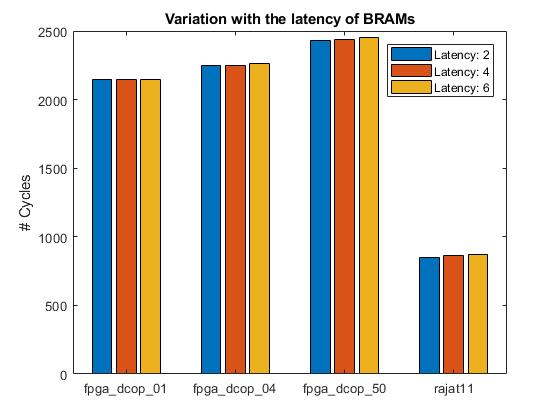 Variation with the latency of BRAMs
2500
2000
1500
1000
500
0
# Cycles
Latency: 2
Latency: 4
Latency: 6
fpga_dcop_01 fpga_dcop_04 fpga_dcop_50 rajat11